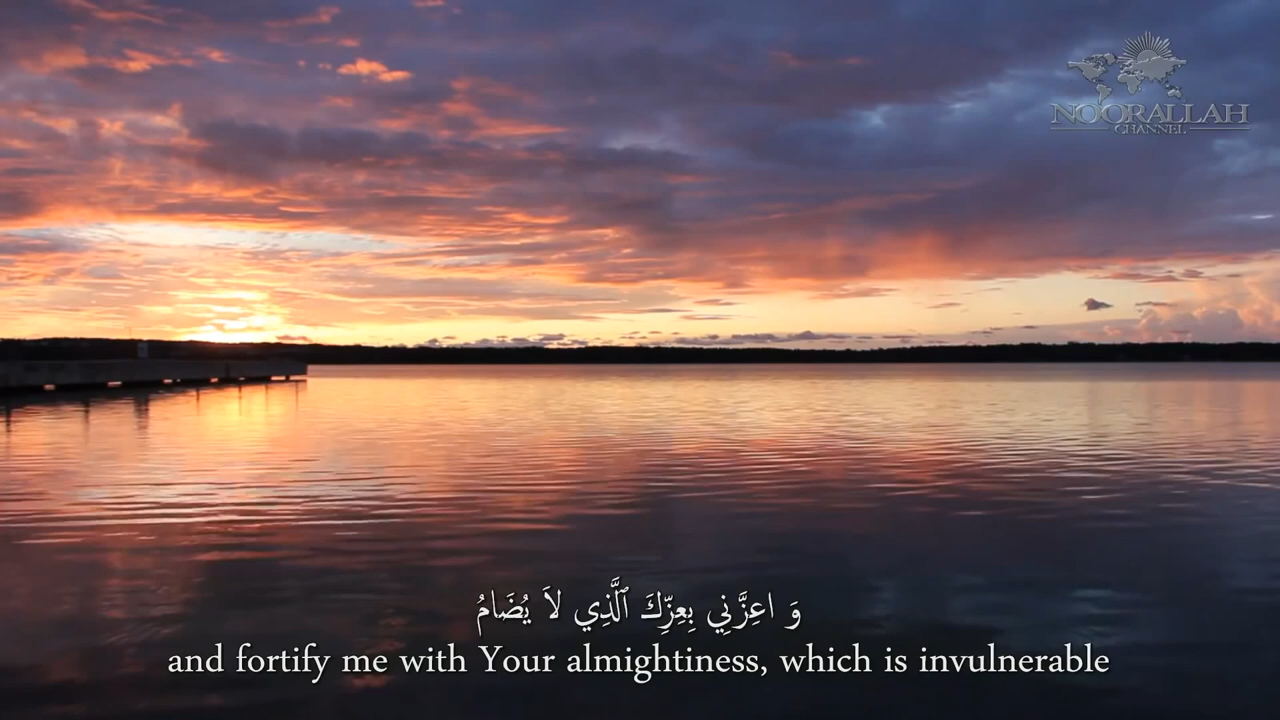 NOORALLAH
CHANNEL
وَ اعِزَّنِي بِعِزِّكَ ٱلَّذِي لاَ يُضَامُ
and fortify me with Your almightiness, which is invulnerable